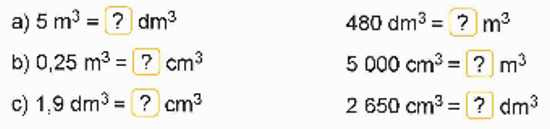 a) 5 m³ = ? dm³ 480 dm³ = ? m³
b) 0,25 m³ = ? cm³ 5 000 cm³ = ? m³
c) 1,9 dm³ = ? cm³ 2 650 cm³ = ? dm³